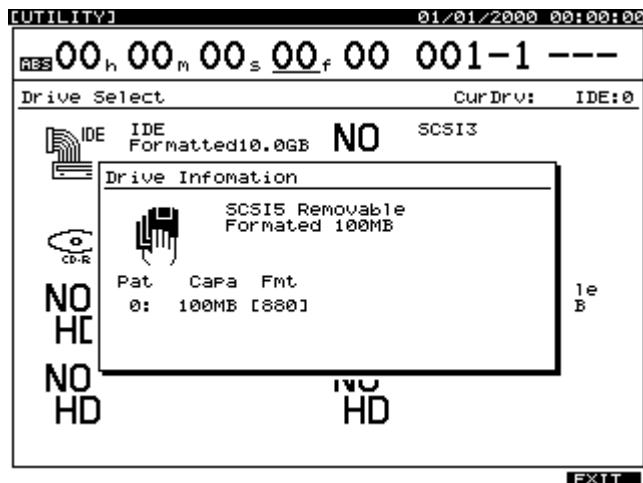 [UTILITY] 01/01/2000 00:00:00
ABS 00h 00m 00s 00f 00 001-1 ---
Drive Select CurDrv: IDE:0
IDE IDE NO SCSI3
Formatted10.0GB
Drive Infomation
SCSI5 Removable
Formated 100MB
CD-R
Pat Capa Fmt
0: 100MB [880]
NO le
HD B
NO NO
HD HD
EXIT